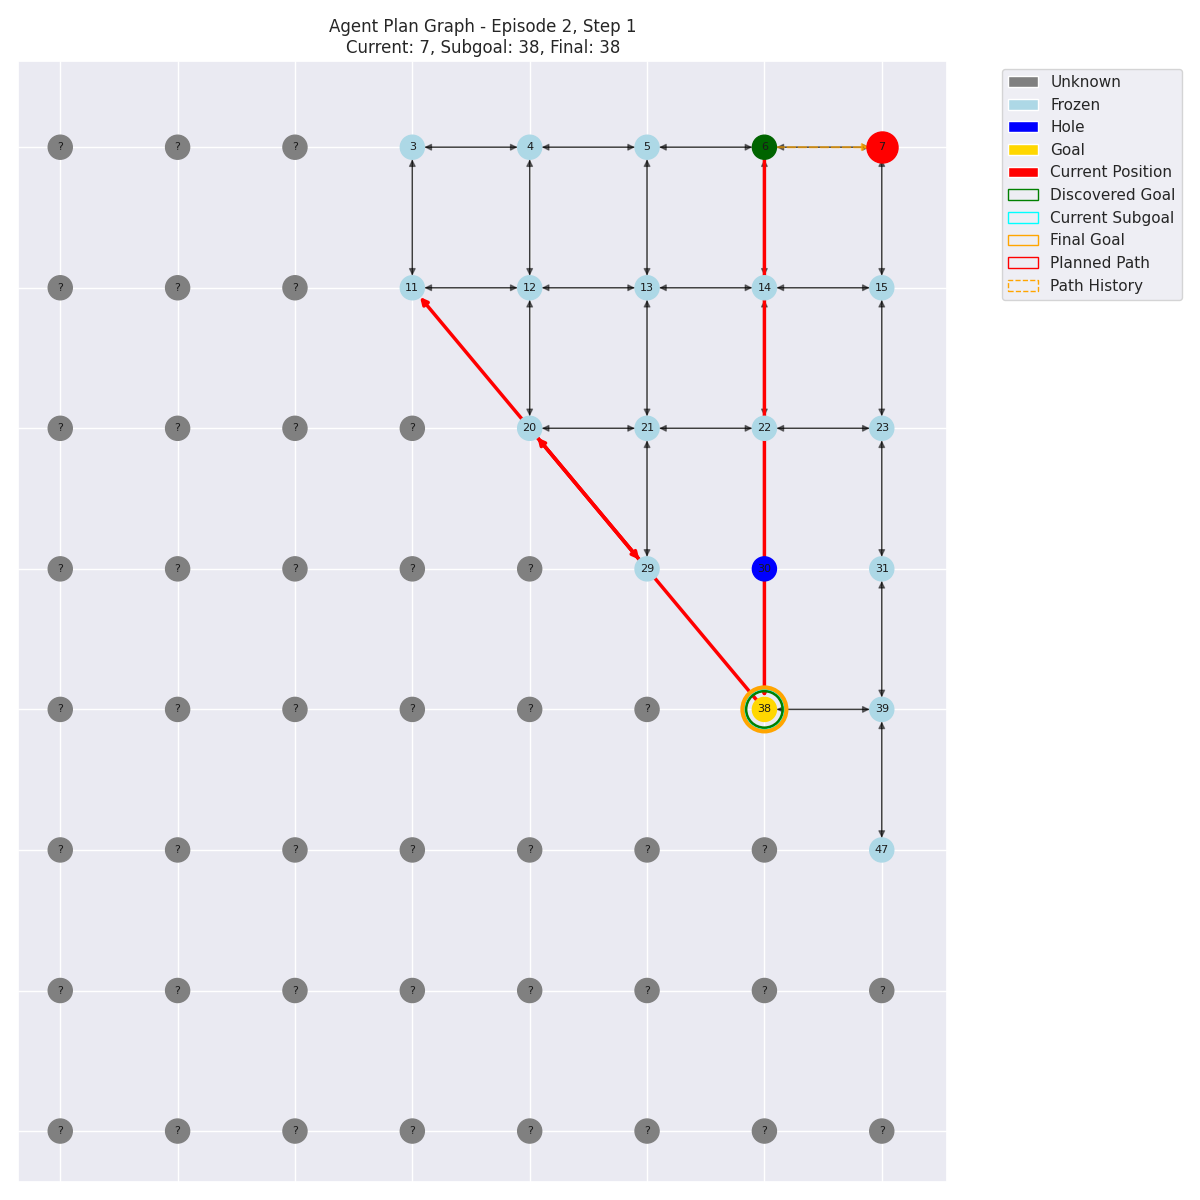 Agent Plan Graph - Episode 2, Step 1
Current: 7, Subgoal: 38, Final: 38
Unknown
Frozen
Hole
Goal
Current Position
Discovered Goal
Current Subgoal
Final Goal
Planned Path
Path History
? ? ? 3 4 5 6 7
? ? ? 11 12 13 14 15
? ? ? ? 20 21 22 23
? ? ? ? ? 29 30 31
? ? ? ? ? ? 38 39
? ? ? ? ? ? ? 47
? ? ? ? ? ? ? ?
? ? ? ? ? ? ? ?